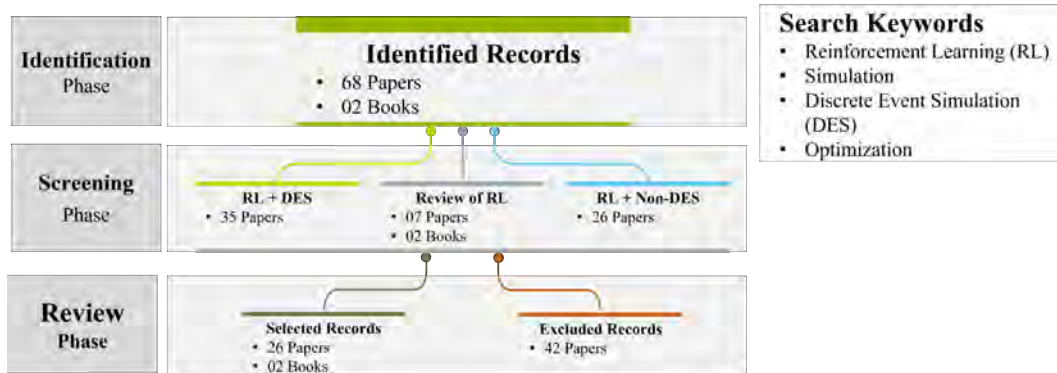 Identification
Phase
Identified Records
• 68 Papers
• 02 Books
Search Keywords
• Reinforcement Learning (RL)
• Simulation
• Discrete Event Simulation
(DES)
• Optimization
Screening
Phase
RL + DES
• 35 Papers
Review of RL
• 07 Papers
• 02 Books
RL + Non-DES
• 26 Papers
Review
Phase
Selected Records
• 26 Papers
• 02 Books
Excluded Records
• 42 Papers